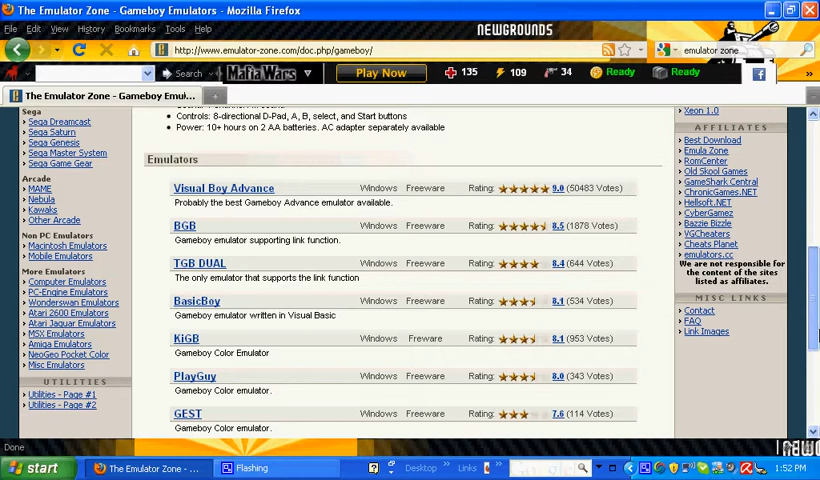 The Emulator Zone - Gameboy Emulators - Mozilla Firefox
File Edit View History Bookmarks Tools Help
NEWGROUNDS
http://www.emulator-zone.com/doc.php/gameboy/
emulator zone
Search
Mafia Wars
Play Now
135
109
34
Ready
Ready
The Emulator Zone - Gameboy Emul...
Sega
Sega Dreamcast
Sega Saturn
Sega Genesis
Sega Master System
Sega Game Gear
Arcade
MAME
Nebula
Kawaks
Other Arcade
Non PC Emulators
Macintosh Emulators
Mobile Emulators
More Emulators
Computer Emulators
PC-Engine Emulators
Wonderswan Emulators
Atari 2600 Emulators
Atari Jaguar Emulators
MSX Emulators
Amiga Emulators
NeoGeo Pocket Color
Misc Emulators
UTILITIES
Utilities - Page #1
Utilities - Page #2
Controls: 8-directional D-Pad, A, B, select, and Start buttons
Power: 10+ hours on 2 AA batteries. AC adapter separately available
Emulators
Visual Boy Advance Windows Freeware Rating: 9.0 (50483 Votes)
Probably the best Gameboy Advance emulator available.
BGB Windows Freeware Rating: 8.5 (1878 Votes)
Gameboy emulator supporting link function.
TGB DUAL Windows Freeware Rating: 8.4 (644 Votes)
The only emulator that supports the link function
BasicBoy Windows Freeware Rating: 8.1 (534 Votes)
Gameboy emulator written in Visual Basic
KiGB Windows Freware Rating: 8.1 (953 Votes)
Gameboy Color Emulator
PlayGuy Windows Freeware Rating: 8.0 (343 Votes)
Gameboy Color emulator.
GEST Windows Freeware Rating: 7.6 (114 Votes)
Gameboy Color emulator.
Xeon 1.0
AFFILIATES
Best Download
Emula Zone
RomCenter
Old Skool Games
GameShark Central
ChronicGames.NET
Hellsoft.NET
CyberGamez
Bazzie Bizzle
VGCheaters
Cheats Planet
emulators.cc
We are not responsible for
the content of the sites
listed as affiliates.
MISC LINKS
Contact
FAQ
Link Images
Done
start
The Emulator Zone - ...
Flashing
Desktop
Links
1:52 PM